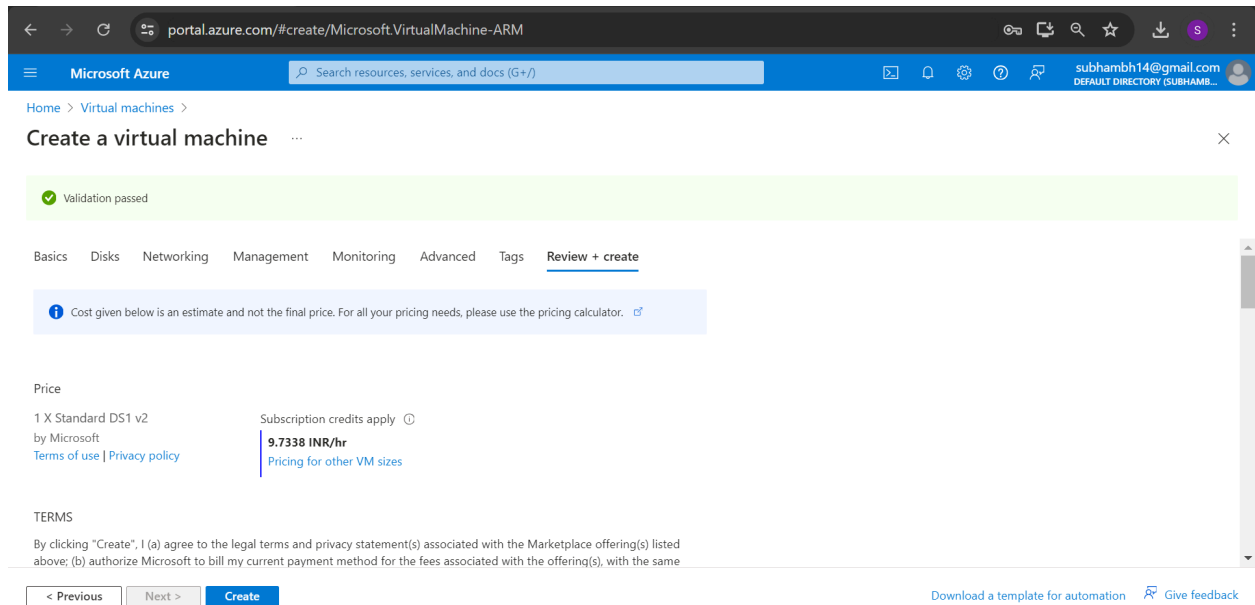 portal.azure.com/#create/Microsoft.VirtualMachine-ARM
S
Microsoft Azure
Search resources, services, and docs (G+/)
subhambh14@gmail.com
DEFAULT DIRECTORY (SUBHAMB...
Home > Virtual machines >
Create a virtual machine ...
Validation passed
Basics Disks Networking Management Monitoring Advanced Tags Review + create
Cost given below is an estimate and not the final price. For all your pricing needs, please use the pricing calculator.
Price
1 X Standard DS1 v2
by Microsoft
Terms of use | Privacy policy
Subscription credits apply
9.7338 INR/hr
Pricing for other VM sizes
TERMS
By clicking "Create", I (a) agree to the legal terms and privacy statement(s) associated with the Marketplace offering(s) listed
above; (b) authorize Microsoft to bill my current payment method for the fees associated with the offering(s), with the same
< Previous Next > Create Download a template for automation Give feedback